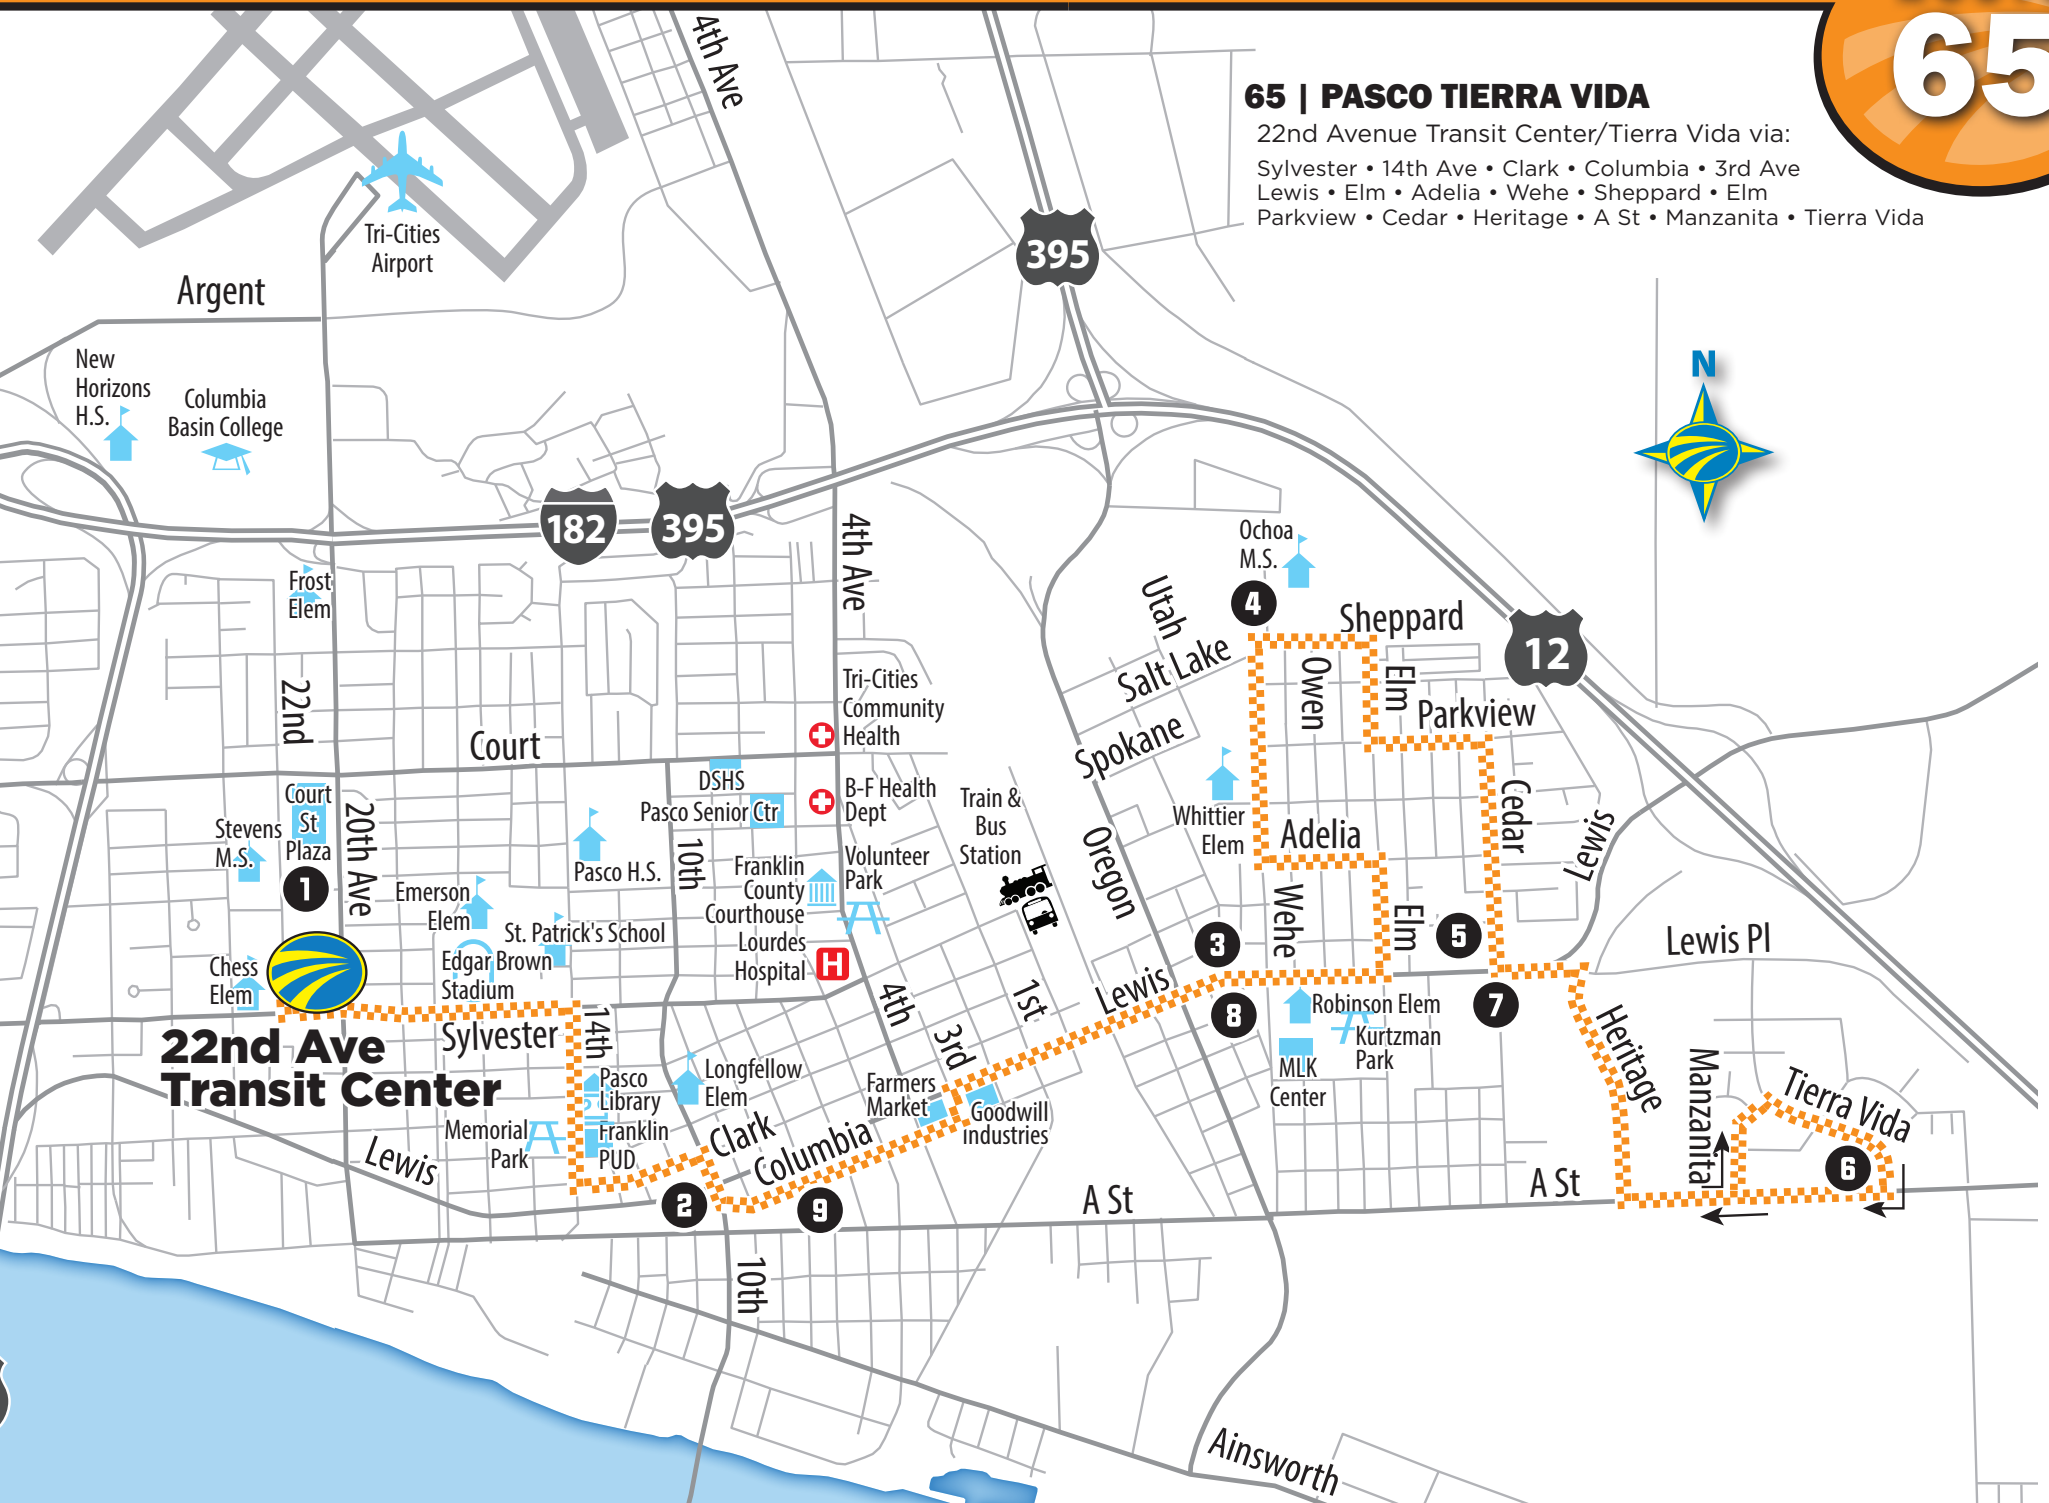 65
65 | PASCO TIERRA VIDA
22nd Avenue Transit Center/Tierra Vida via:
Sylvester • 14th Ave • Clark • Columbia • 3rd Ave
Lewis • Elm • Adelia • Wehe • Sheppard • Elm
Parkview • Cedar • Heritage • A St • Manzanita • Tierra Vida
4th Ave
Tri-Cities
Airport
395
Argent
New
Horizons
H.S.
Columbia
Basin College
N
182
395
4th Ave
Ochoa
M.S.
Frost
Elem
4
Utah
Sheppard
12
Salt Lake
Owen
Elm
22nd
Tri-Cities
Community
Health
Parkview
Court
Spokane
DSHS
Court
St
Plaza
Pasco Senior Ctr
B-F Health
Dept
Train &
Bus
Station
Whittier
Elem
Adelia
Cedar
Lewis
Stevens
M.S.
20th Ave
Pasco H.S.
10th
Franklin
County
Courthouse
Volunteer
Park
Oregon
1
Emerson
Elem
St. Patrick's School
Lourdes
Hospital
H
Wehe
Elm
3
5
Lewis Pl
Chess
Elem
Edgar Brown
Stadium
4th
1st
Lewis
8
Robinson Elem
7
22nd Ave
Transit Center
Sylvester
14th
3rd
Kurtzman
Park
Heritage
Manzanita
Tierra Vida
MLK
Center
Pasco
Library
Longfellow
Elem
Farmers
Market
Goodwill
industries
Memorial
Park
Franklin
PUD
Clark
Columbia
Lewis
2
9
A St
A St
6
10th
Ainsworth